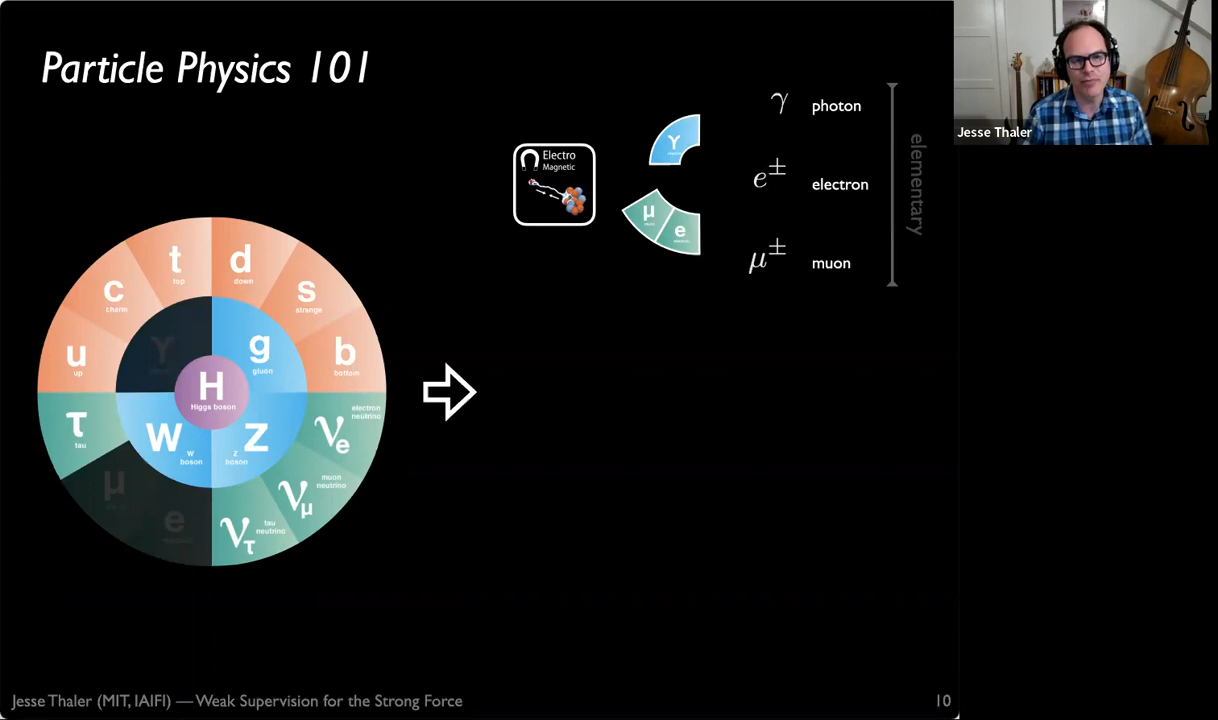 Particle Physics 101
Jesse Thaler
Electro
Magnetic
γ
γ photon
e± electron
μ± muon
μ
e
elementary
t
top
d
down
c
charm
s
strange
u
up
b
bottom
γ
g
gluon
H
Higgs boson
W
W
boson
Z
Z
boson
τ
tau
νe
electron
neutrino
μ
e
νμ
muon
neutrino
ντ
tau
neutrino
Jesse Thaler (MIT, IAIFI) — Weak Supervision for the Strong Force
10